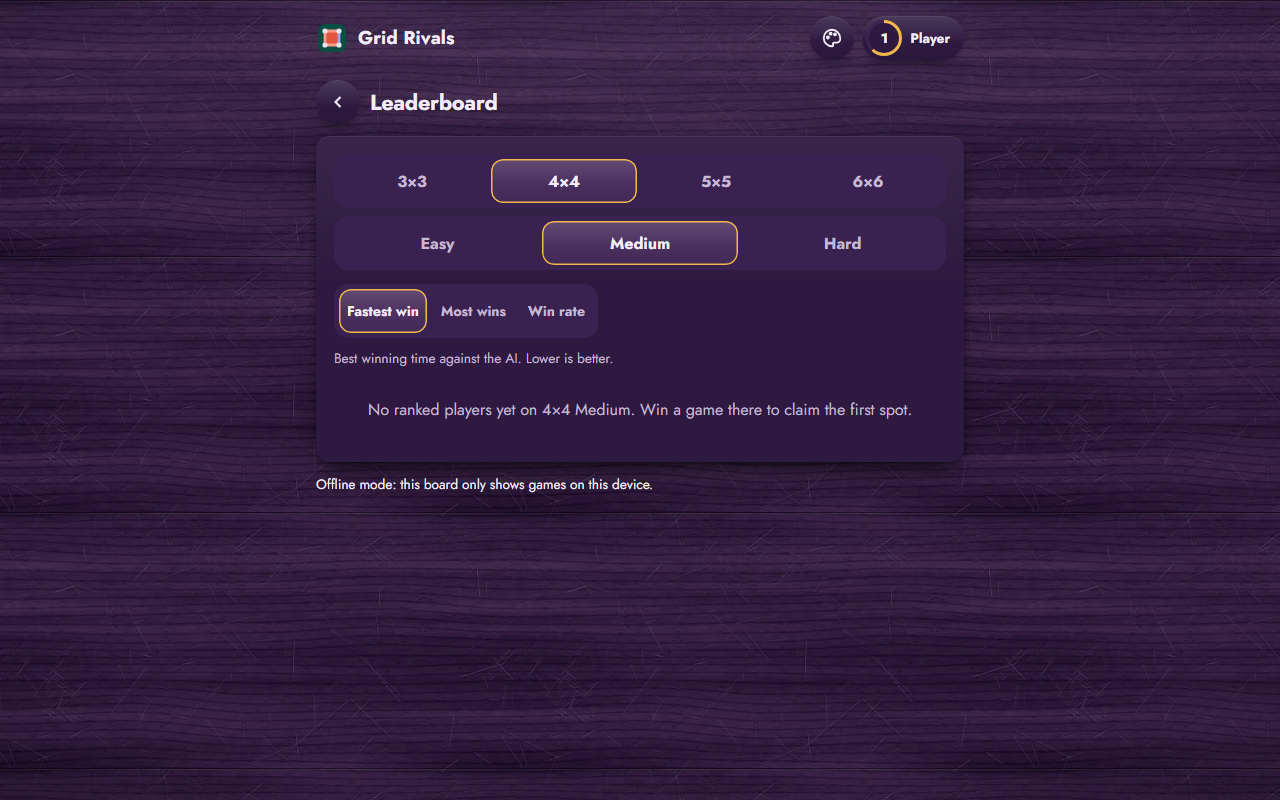 Grid Rivals
1 Player
Leaderboard
3×3 4×4 5×5 6×6
Easy Medium Hard
Fastest win Most wins Win rate
Best winning time against the AI. Lower is better.
No ranked players yet on 4×4 Medium. Win a game there to claim the first spot.
Offline mode: this board only shows games on this device.